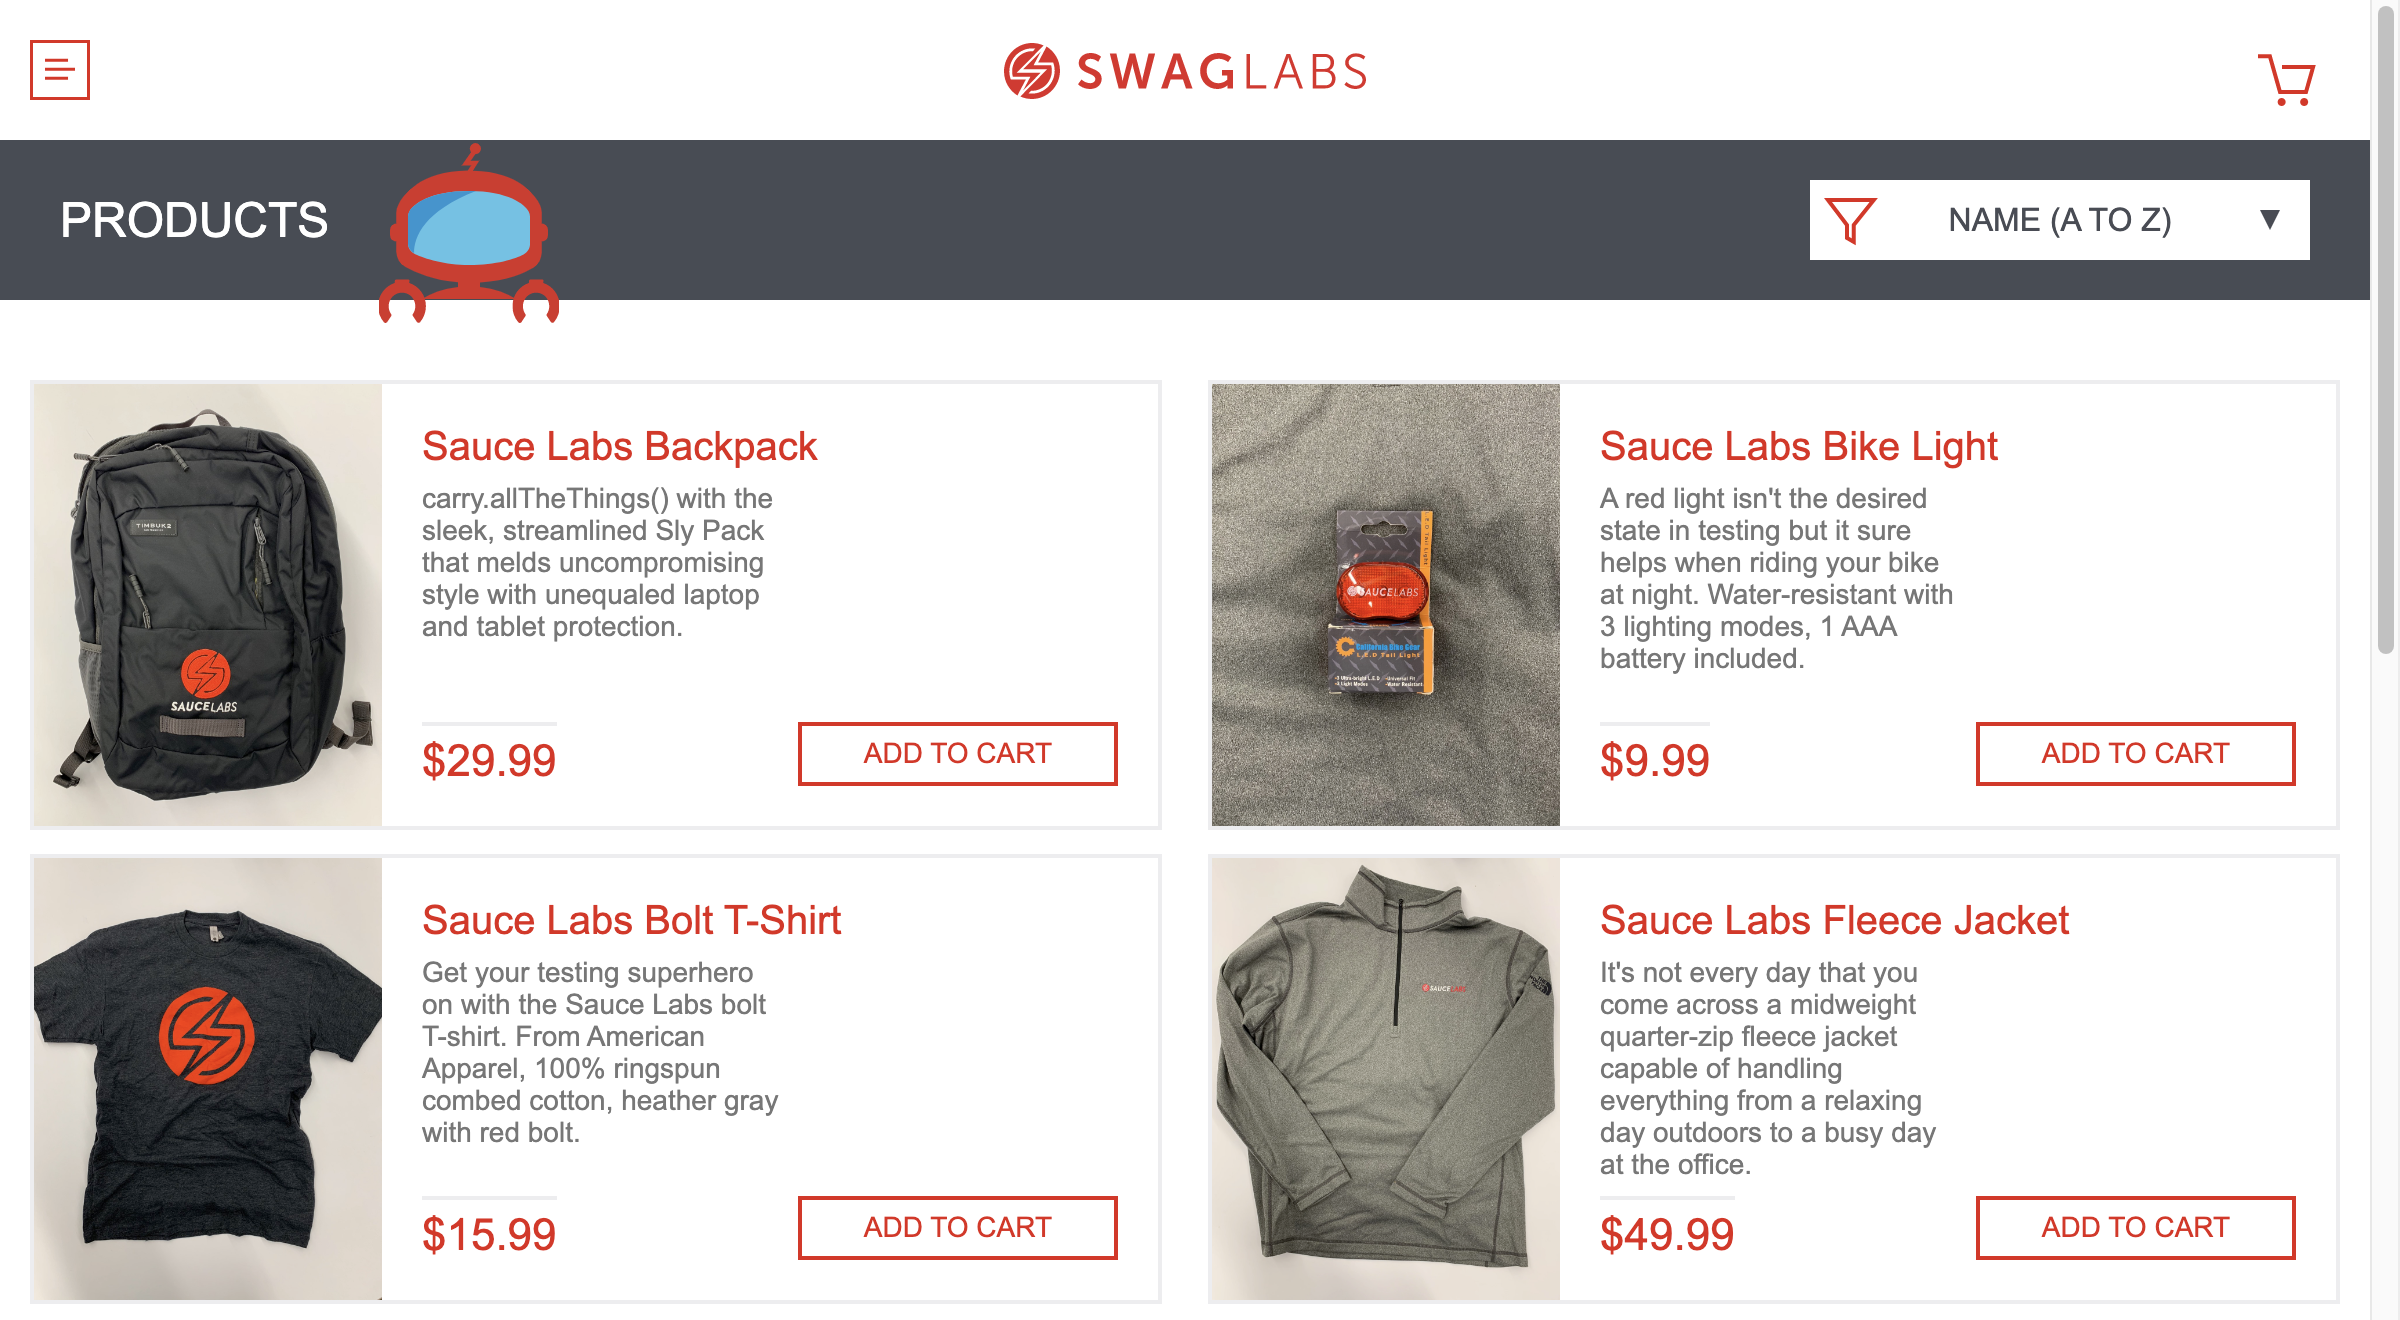 SWAGLABS
PRODUCTS
NAME (A TO Z)
Sauce Labs Backpack
carry.allTheThings() with the
sleek, streamlined Sly Pack
that melds uncompromising
style with unequaled laptop
and tablet protection.
$29.99
ADD TO CART
TIMBUK2
SAUCELABS
Sauce Labs Bike Light
A red light isn't the desired
state in testing but it sure
helps when riding your bike
at night. Water-resistant with
3 lighting modes, 1 AAA
battery included.
$9.99
ADD TO CART
SAUCELABS
California Bike Gear
L.E.D Tail Light
Sauce Labs Bolt T-Shirt
Get your testing superhero
on with the Sauce Labs bolt
T-shirt. From American
Apparel, 100% ringspun
combed cotton, heather gray
with red bolt.
$15.99
ADD TO CART
Sauce Labs Fleece Jacket
It's not every day that you
come across a midweight
quarter-zip fleece jacket
capable of handling
everything from a relaxing
day outdoors to a busy day
at the office.
$49.99
ADD TO CART
SAUCELABS